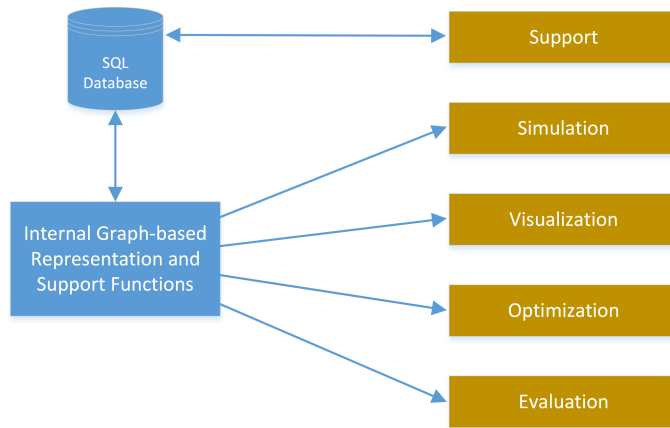 SQL
Database
Support
Simulation
Internal Graph-based
Representation and
Support Functions
Visualization
Optimization
Evaluation